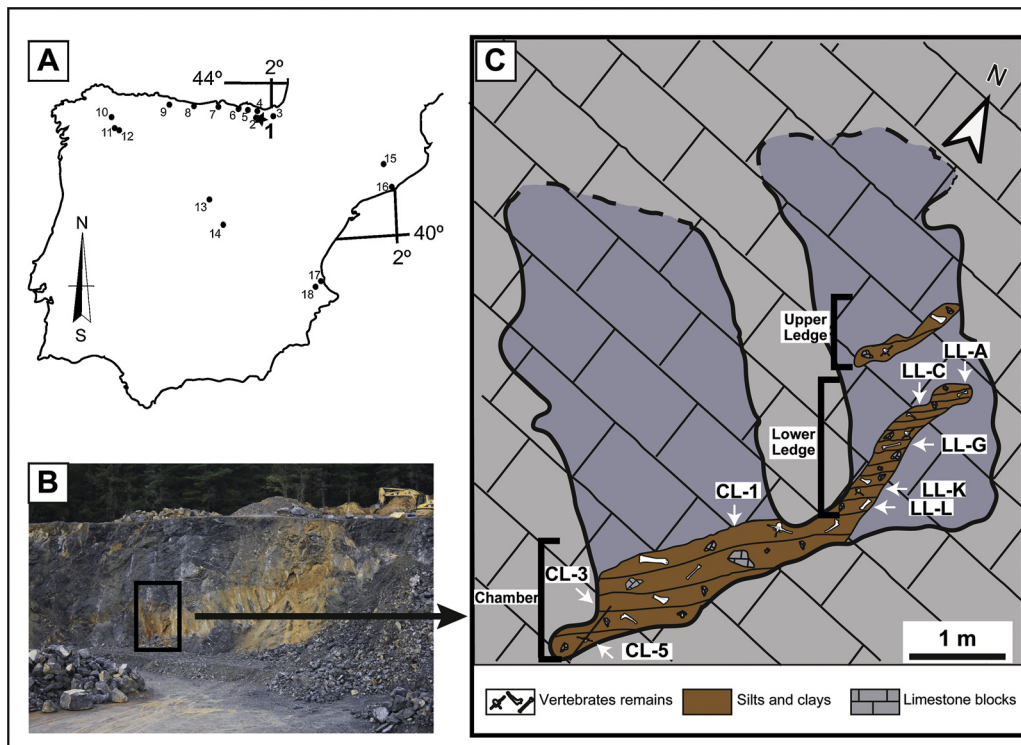 A
44º
2º
10
11
12
9
8
7
6
5
4
2
3
1
15
16
13
14
40º
2º
17
18
N
S
B
C
N
Upper
Ledge
LL-A
LL-C
Lower
Ledge
LL-G
LL-K
LL-L
CL-1
CL-3
Chamber
CL-5
1 m
Vertebrates remains
Silts and clays
Limestone blocks